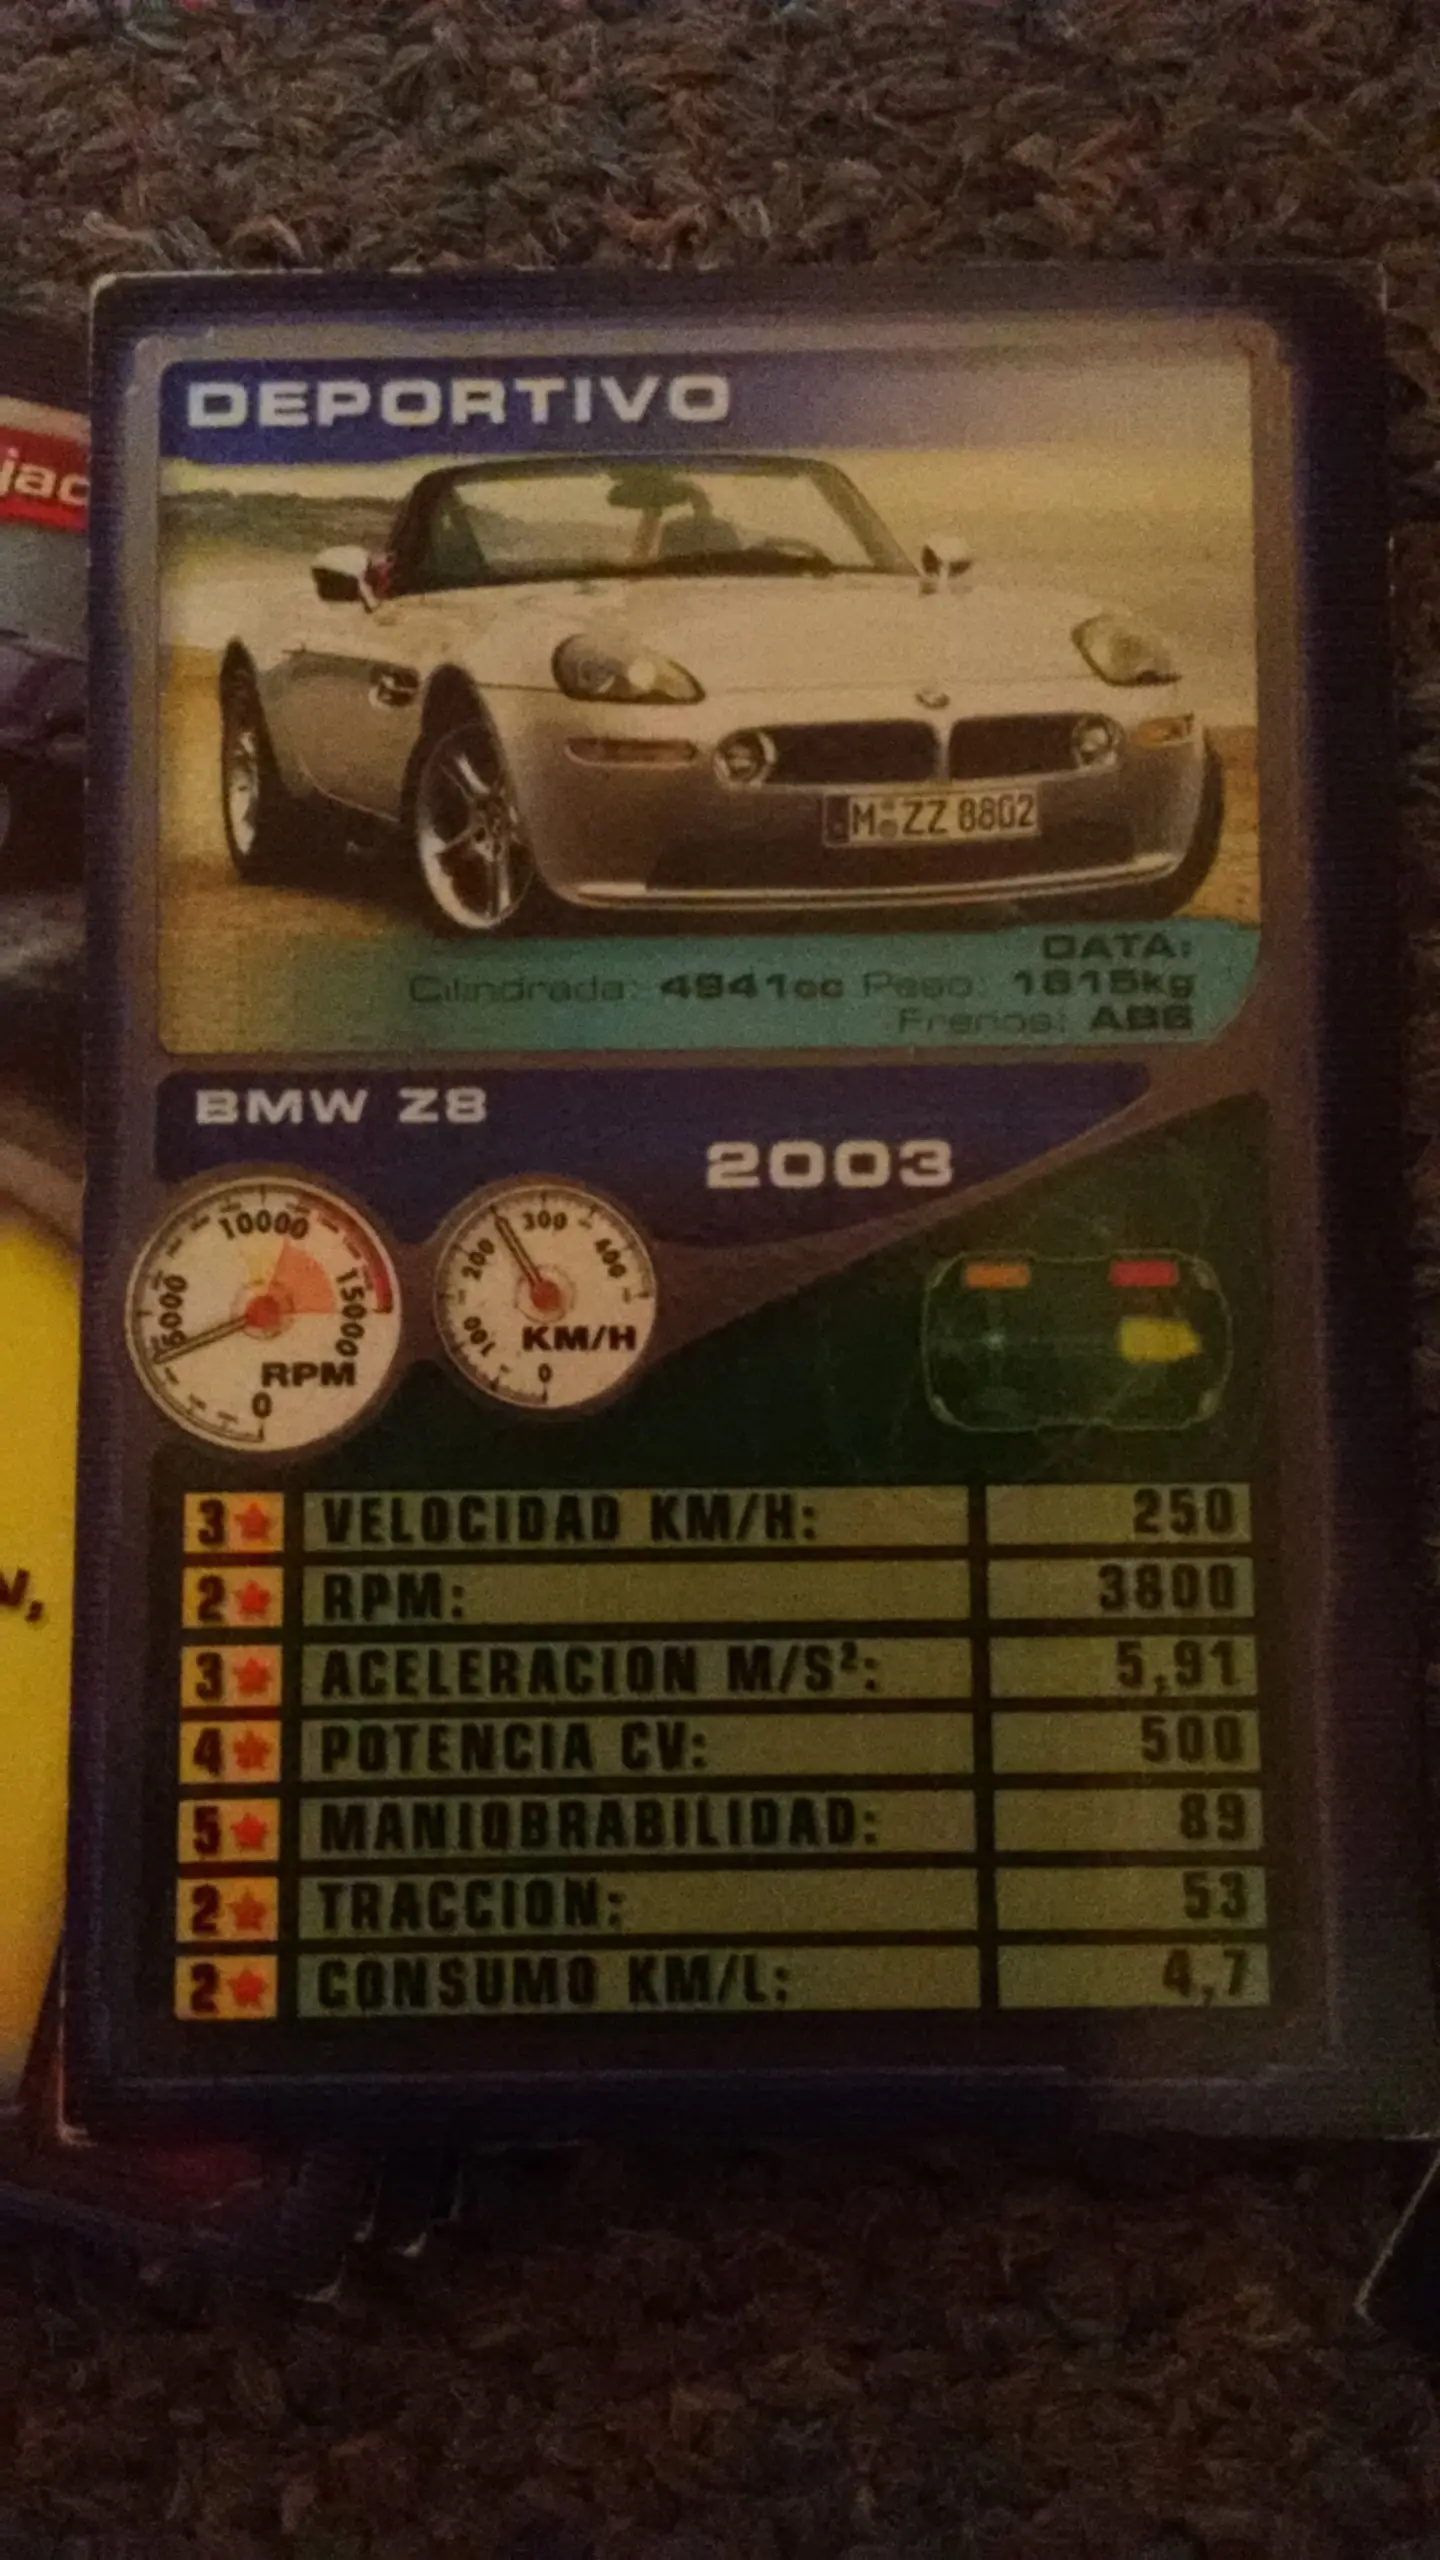 jac
DEPORTIVO
M ZZ 8802
DATA:
Cilindrada: 4941cc Peso: 1615kg
Frenos: ABS
BMW Z8
2003
10000
5000
15000
RPM
0
300
200
400
100
KM/H
0
3 VELOCIDAD KM/H: 250
2 RPM: 3800
3 ACELERACION M/S²: 5,91
4 POTENCIA CV: 500
5 MANIOBRABILIDAD: 89
2 TRACCION: 53
2 CONSUMO KM/L: 4,7